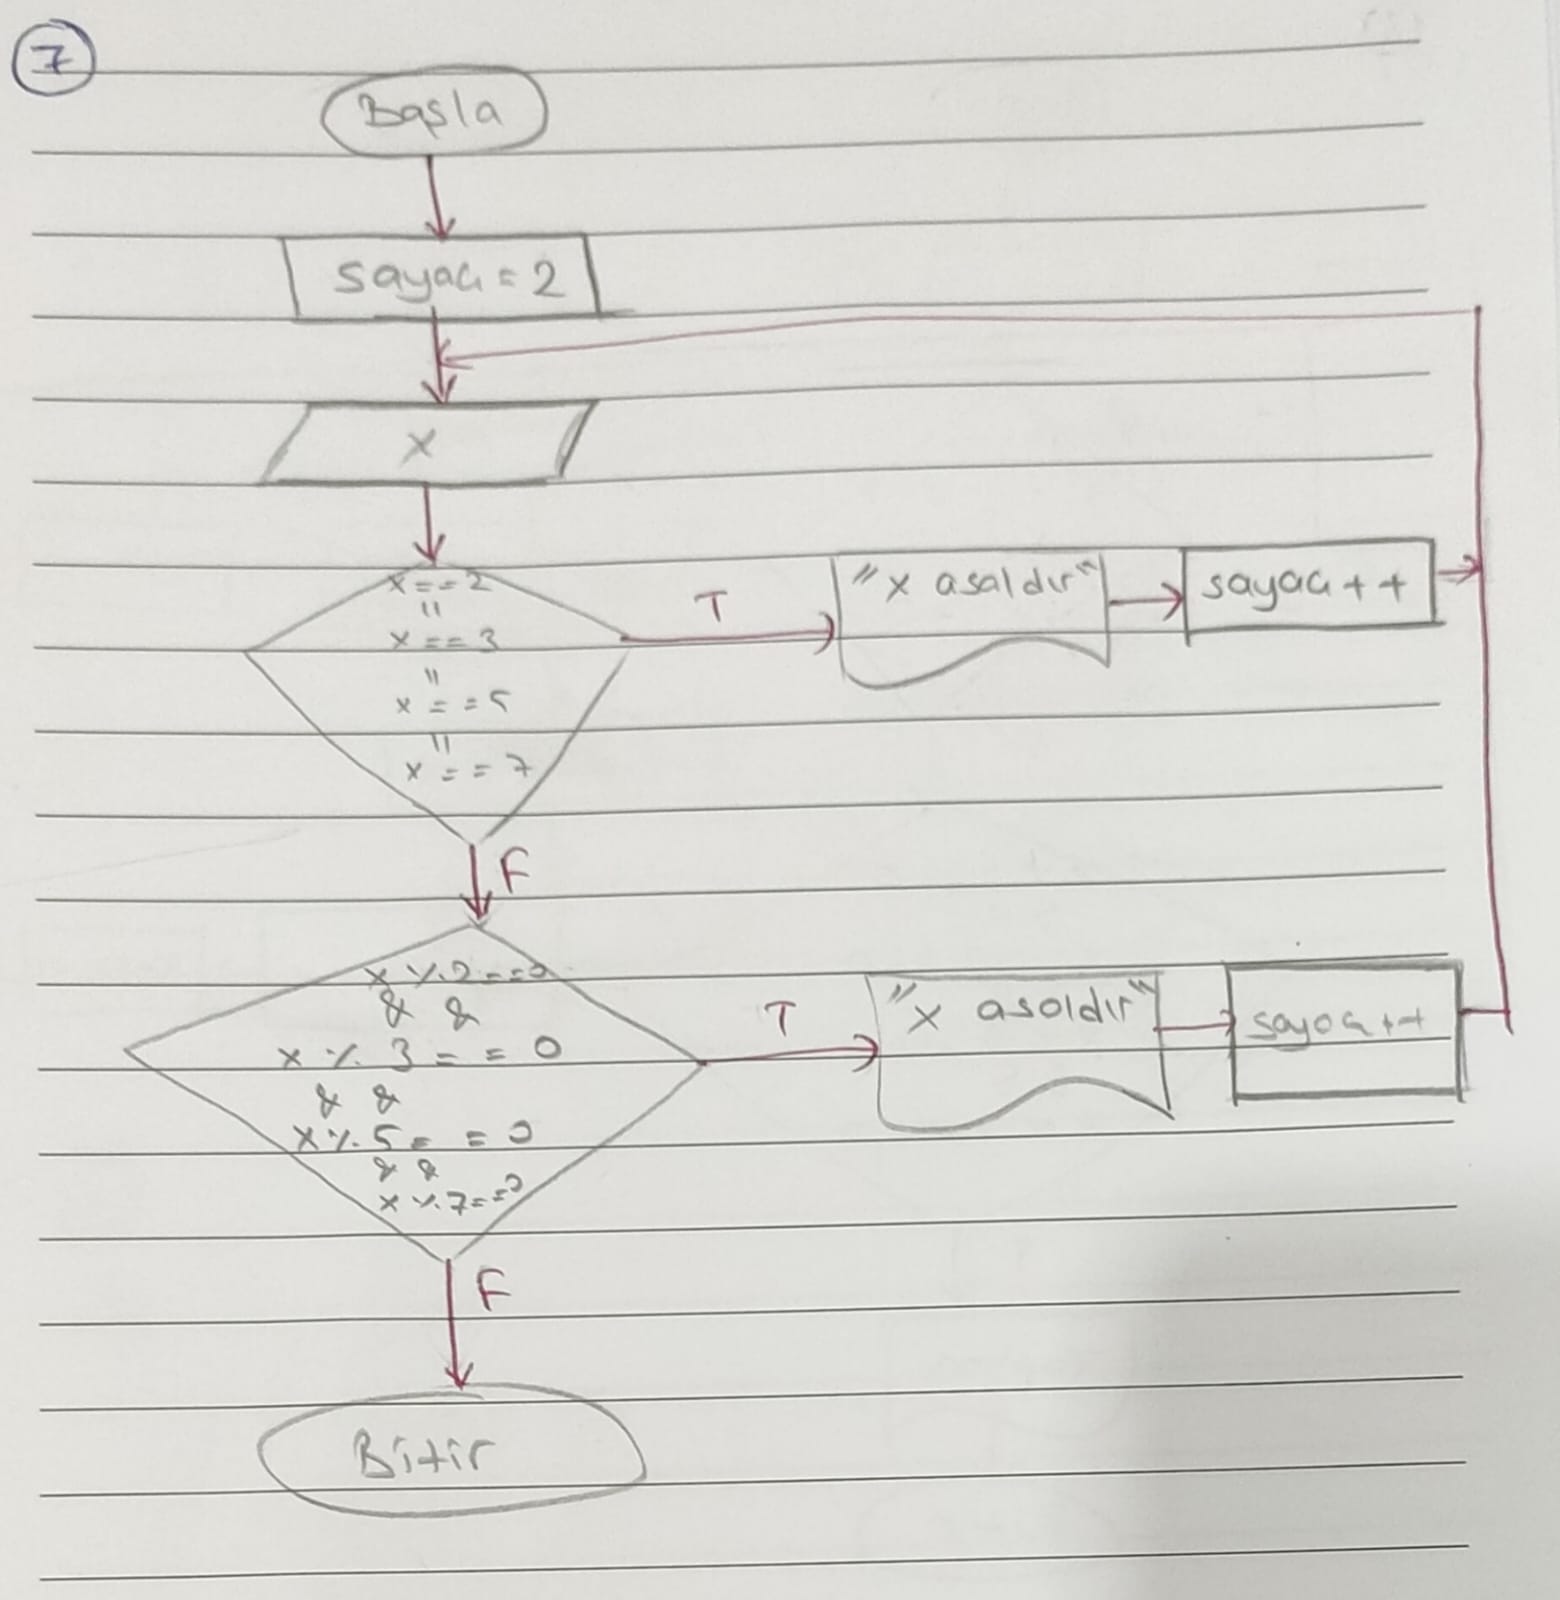 7
Başla
sayaç = 2
x
x == 2
||
x == 3
||
x == 5
||
x == 7
T
"x asaldır"
sayaç ++
F
x % 2 == 0
& &
x % 3 == 0
& &
x % 5 == 0
& &
x % 7 == 0
T
"x asaldır"
sayaç ++
F
Bitir